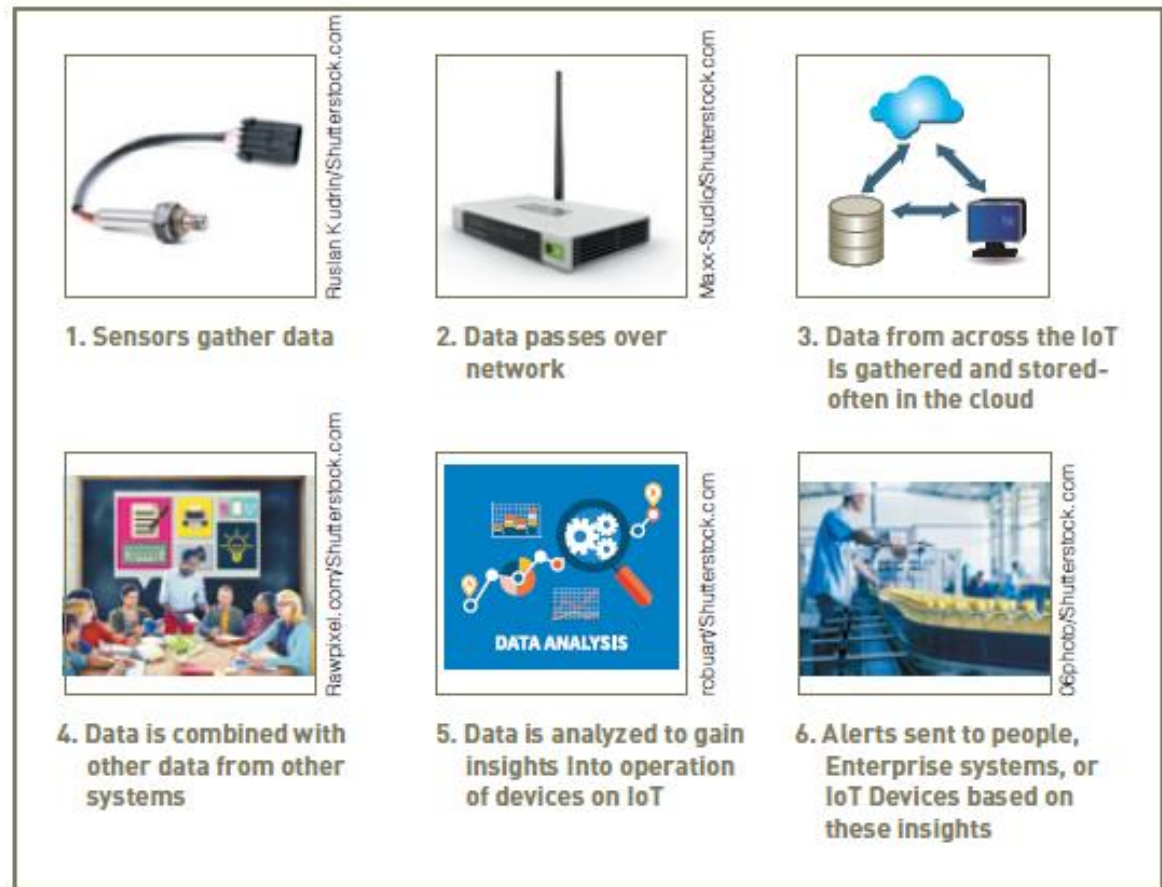 Ruslan Kudrin/Shutterstock.com
Maxx-Studio/Shutterstock.com
1. Sensors gather data
2. Data passes over
network
3. Data from across the IoT
Is gathered and stored-
often in the cloud
Rawpixel.com/Shutterstock.com
DATA ANALYSIS
robuart/Shutterstock.com
06photo/Shutterstock.com
4. Data is combined with
other data from other
systems
5. Data is analyzed to gain
insights Into operation
of devices on IoT
6. Alerts sent to people,
Enterprise systems, or
IoT Devices based on
these insights